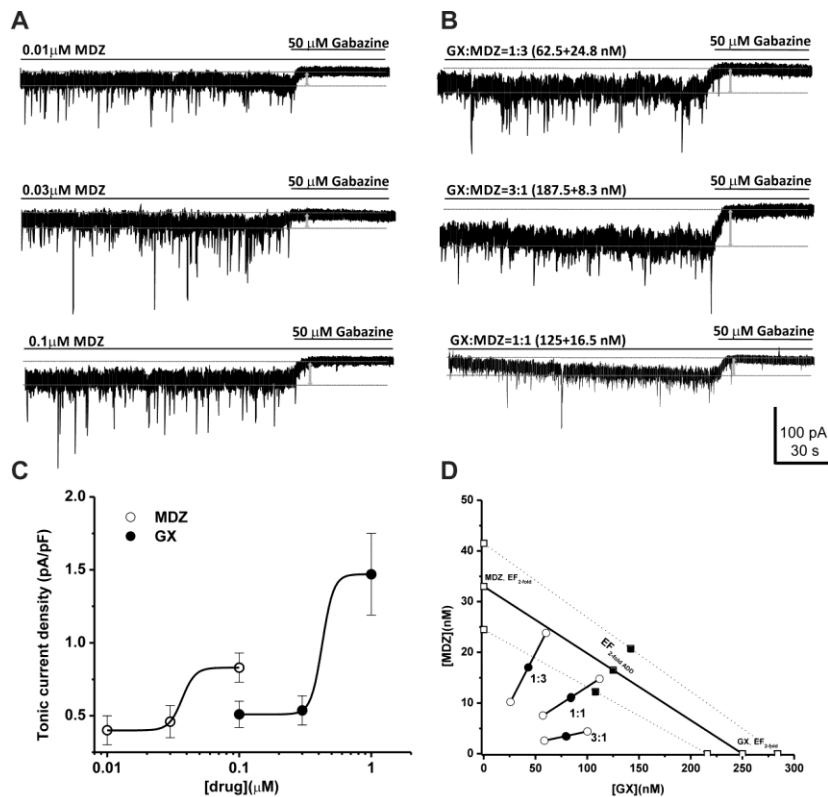 A
0.01μM MDZ
50 μM Gabazine
0.03μM MDZ
50 μM Gabazine
0.1μM MDZ
50 μM Gabazine
B
GX:MDZ=1:3 (62.5+24.8 nM)
50 μM Gabazine
GX:MDZ=3:1 (187.5+8.3 nM)
50 μM Gabazine
GX:MDZ=1:1 (125+16.5 nM)
50 μM Gabazine
100 pA
30 s
C
Tonic current density (pA/pF)
2.0
1.5
1.0
0.5
MDZ
GX
0.01 0.1 1
[drug](μM)
D
[MDZ](nM)
50
40
30
20
10
0
MDZ, EF2-fold
EF2-fold ADD
1:3
1:1
3:1
GX, EF2-fold
0 50 100 150 200 250 300
[GX](nM)